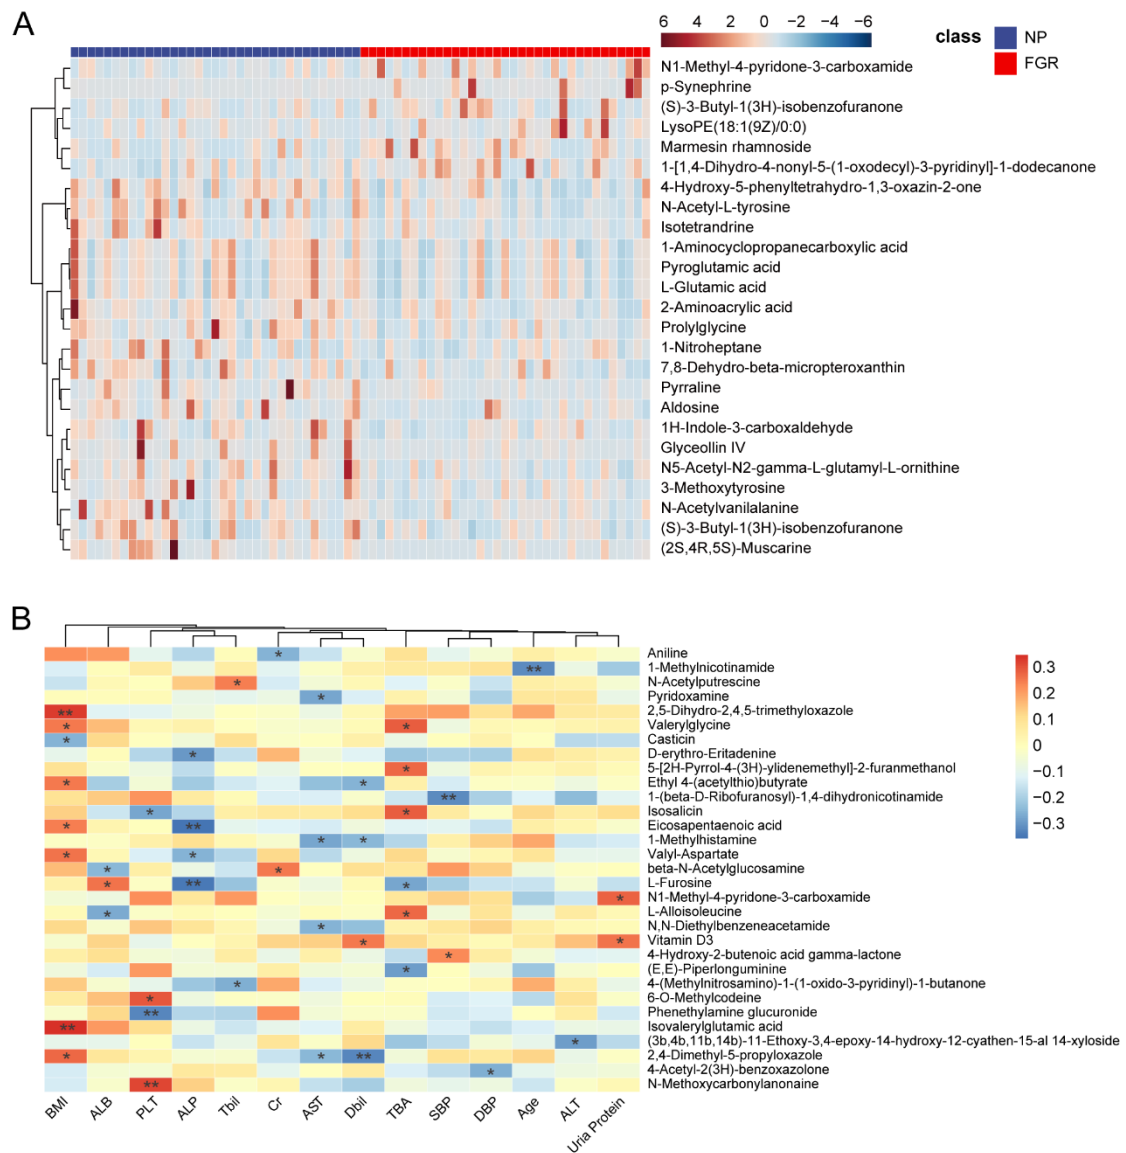 A
6 4 2 0 −2 −4 −6
class NP
FGR
N1-Methyl-4-pyridone-3-carboxamide
p-Synephrine
(S)-3-Butyl-1(3H)-isobenzofuranone
LysoPE(18:1(9Z)/0:0)
Marmesin rhamnoside
1-[1,4-Dihydro-4-nonyl-5-(1-oxodecyl)-3-pyridinyl]-1-dodecanone
4-Hydroxy-5-phenyltetrahydro-1,3-oxazin-2-one
N-Acetyl-L-tyrosine
Isotetrandrine
1-Aminocyclopropanecarboxylic acid
Pyroglutamic acid
L-Glutamic acid
2-Aminoacrylic acid
Prolylglycine
1-Nitroheptane
7,8-Dehydro-beta-micropteroxanthin
Pyrraline
Aldosine
1H-Indole-3-carboxaldehyde
Glyceollin IV
N5-Acetyl-N2-gamma-L-glutamyl-L-ornithine
3-Methoxytyrosine
N-Acetylvanilalanine
(S)-3-Butyl-1(3H)-isobenzofuranone
(2S,4R,5S)-Muscarine
B
* Aniline
** 1-Methylnicotinamide
* N-Acetylputrescine
* Pyridoxamine
** 2,5-Dihydro-2,4,5-trimethyloxazole
* * Valerylglycine
* Casticin
* D-erythro-Eritadenine
* 5-[2H-Pyrrol-4-(3H)-ylidenemethyl]-2-furanmethanol
* * Ethyl 4-(acetylthio)butyrate
** 1-(beta-D-Ribofuranosyl)-1,4-dihydronicotinamide
* * Isosalicin
* ** Eicosapentaenoic acid
* * 1-Methylhistamine
* * Valyl-Aspartate
* * beta-N-Acetylglucosamine
* ** * L-Furosine
* N1-Methyl-4-pyridone-3-carboxamide
* * L-Alloisoleucine
* N,N-Diethylbenzeneacetamide
* * Vitamin D3
* 4-Hydroxy-2-butenoic acid gamma-lactone
* (E,E)-Piperlonguminine
* 4-(Methylnitrosamino)-1-(1-oxido-3-pyridinyl)-1-butanone
* 6-O-Methylcodeine
** Phenethylamine glucuronide
** Isovalerylglutamic acid
* (3b,4b,11b,14b)-11-Ethoxy-3,4-epoxy-14-hydroxy-12-cyathen-15-al 14-xyloside
* * ** 2,4-Dimethyl-5-propyloxazole
* 4-Acetyl-2(3H)-benzoxazolone
** N-Methoxycarbonylanonaine
0.3
0.2
0.1
0
−0.1
−0.2
−0.3
BMI ALB PLT ALP Tbil Cr AST Dbil TBA SBP DBP Age ALT Uria Protein